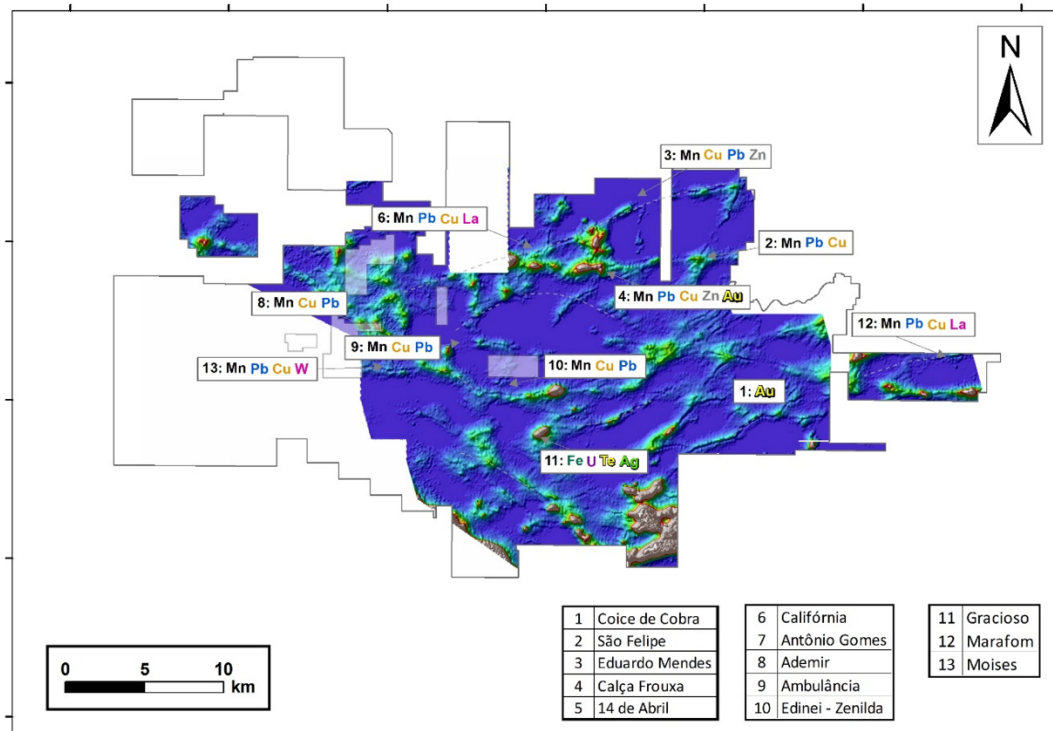 N
3: Mn Cu Pb Zn
6: Mn Pb Cu La
2: Mn Pb Cu
4: Mn Pb Cu Zn Au
8: Mn Cu Pb
12: Mn Pb Cu La
9: Mn Cu Pb
13: Mn Pb Cu W
10: Mn Cu Pb
1: Au
11: Fe U Te Ag
0 5 10
km
1 Coice de Cobra
2 São Felipe
3 Eduardo Mendes
4 Calça Frouxa
5 14 de Abril
6 Califórnia
7 Antônio Gomes
8 Ademir
9 Ambulância
10 Edinei - Zenilda
11 Gracioso
12 Marafom
13 Moises